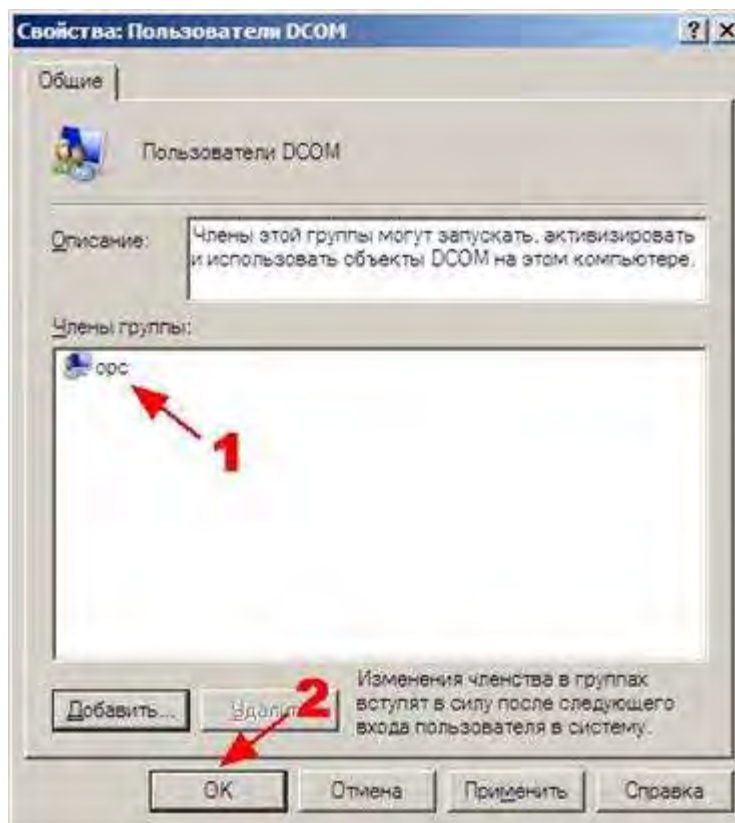 Свойства: Пользователи DCOM
Общие
Пользователи DCOM
Описание:
Члены этой группы могут запускать, активизировать
и использовать объекты DCOM на этом компьютере.
Члены группы:
opc
1
Добавить...
2
Изменения членства в группах
вступят в силу после следующего
входа пользователя в систему.
OK
Отмена
Применить
Справка